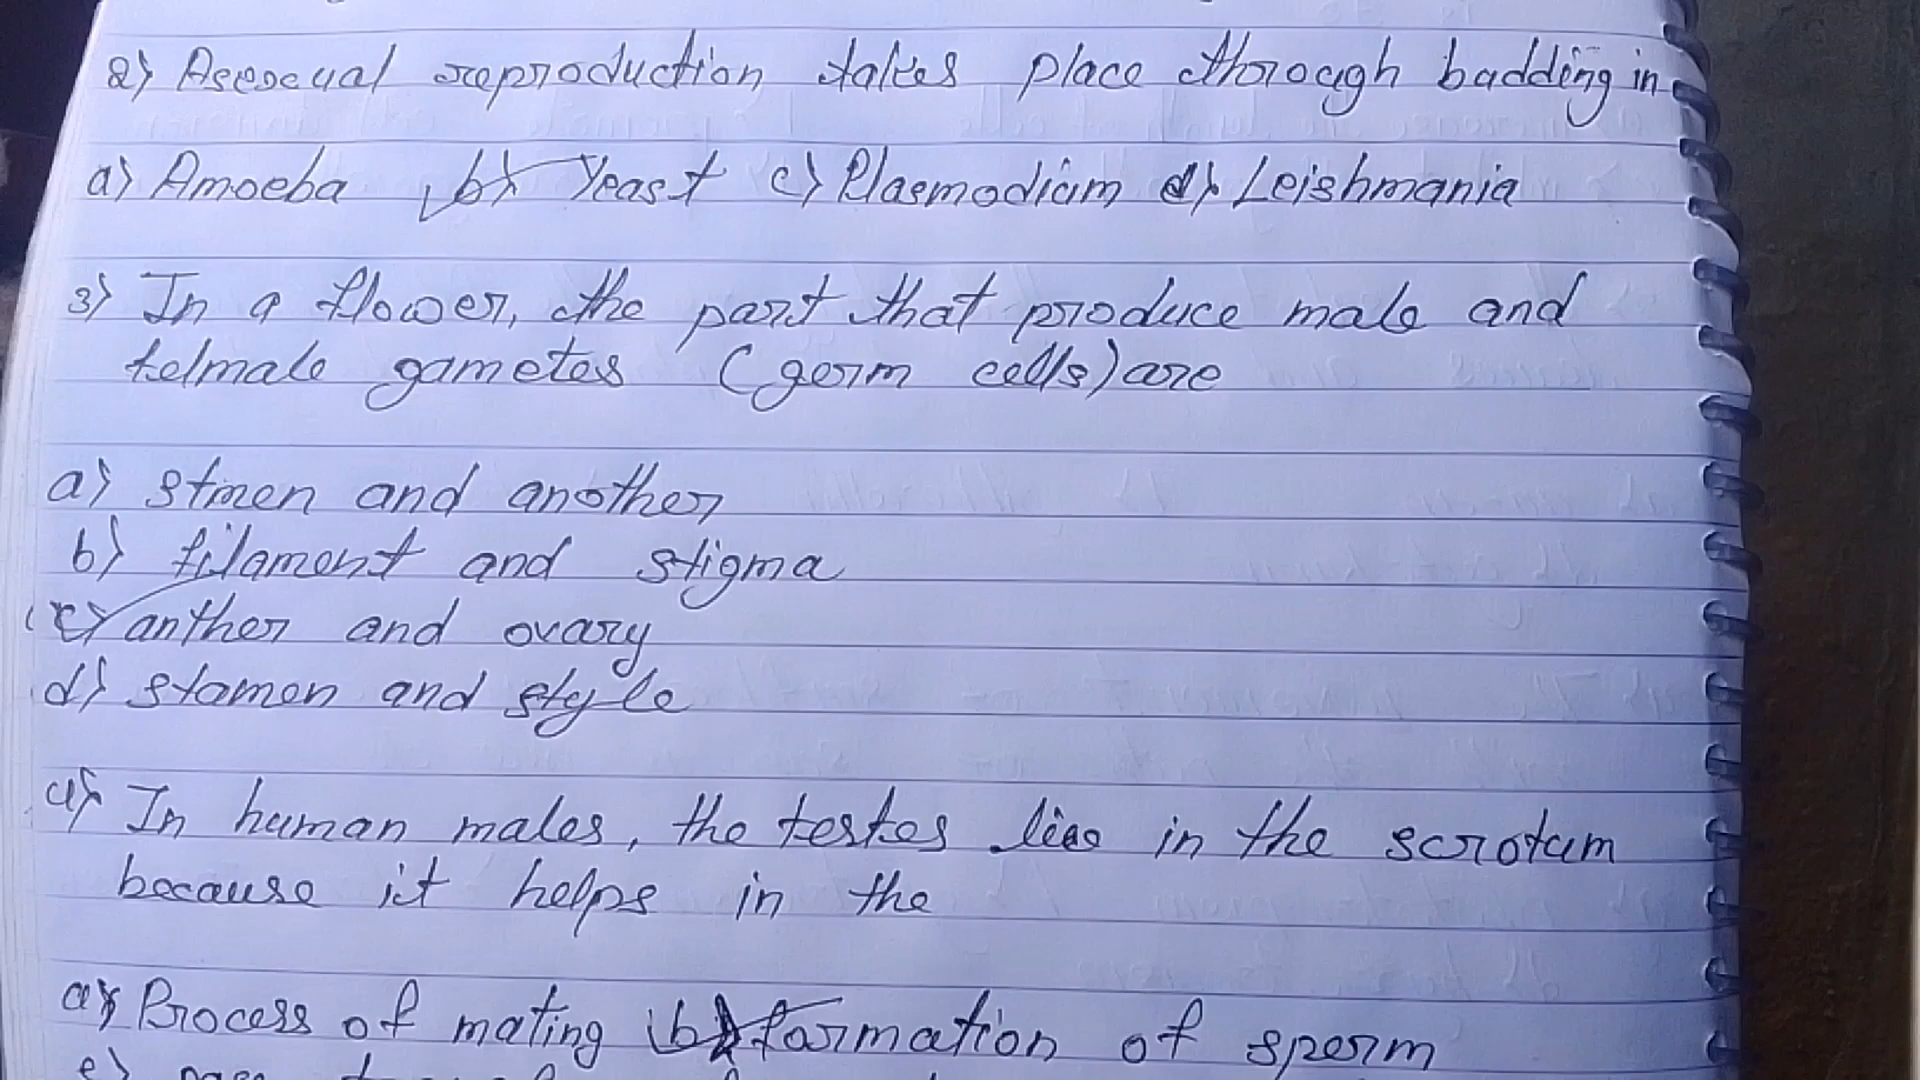 2) Asexual reproduction takes place through budding in
a) Amoeba b) Yeast c) Plasmodium d) Leishmania
3) In a flower, the part that produce male and
felmale gametes (germ cells) are
a) stmen and another
b) filament and stigma
c) anther and ovary
d) stamen and style
4) In human males, the testes lies in the scrotum
because it helps in the
a) Process of mating b) formation of sperm